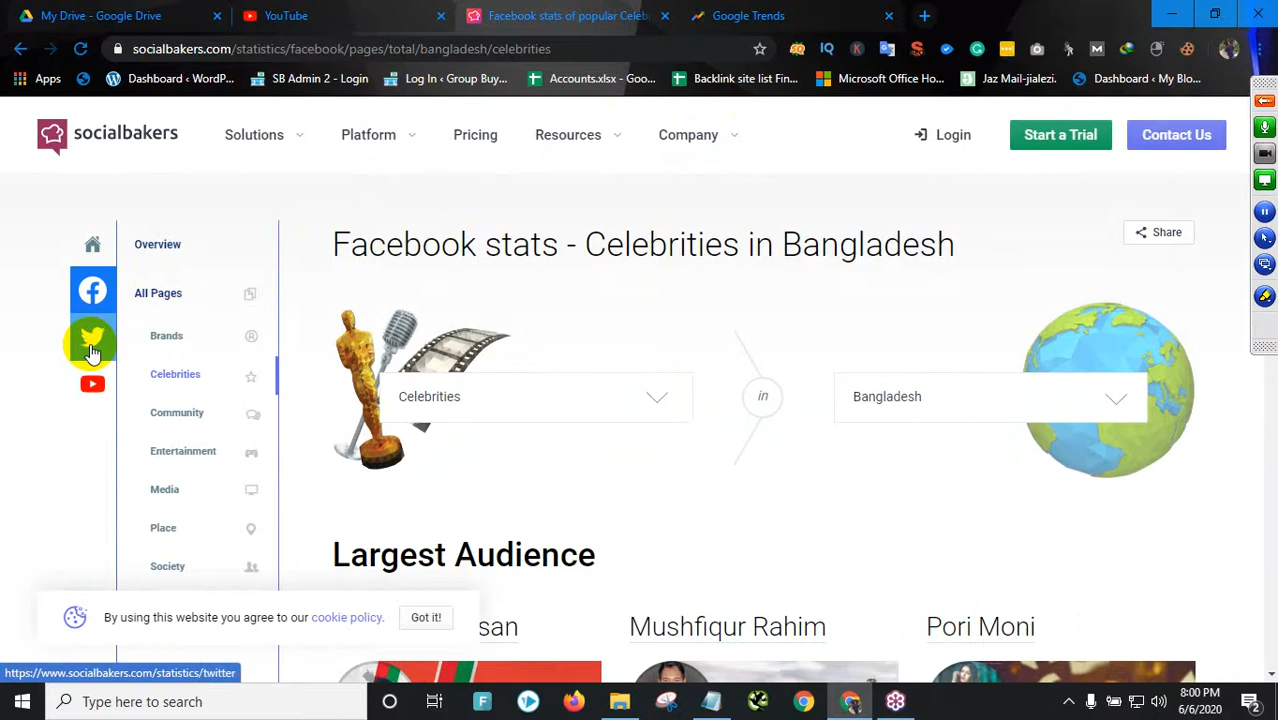 My Drive - Google Drive
YouTube
Facebook stats of popular Celeb
Google Trends
socialbakers.com/statistics/facebook/pages/total/bangladesh/celebrities
Apps
Dashboard ‹ WordP...
SB Admin 2 - Login
Log In ‹ Group Buy...
Accounts.xlsx - Goo...
Backlink site list Fin...
Microsoft Office Ho...
Jaz Mail-jialezi.
Dashboard ‹ My Blo...
socialbakers
Solutions
Platform
Pricing
Resources
Company
Login
Start a Trial
Contact Us
Overview
All Pages
Brands
Celebrities
Community
Entertainment
Media
Place
Society
Facebook stats - Celebrities in Bangladesh
Share
Celebrities
in
Bangladesh
Largest Audience
san
Mushfiqur Rahim
Pori Moni
By using this website you agree to our cookie policy.
Got it!
https://www.socialbakers.com/statistics/twitter
Type here to search
8:00 PM
6/6/2020
2